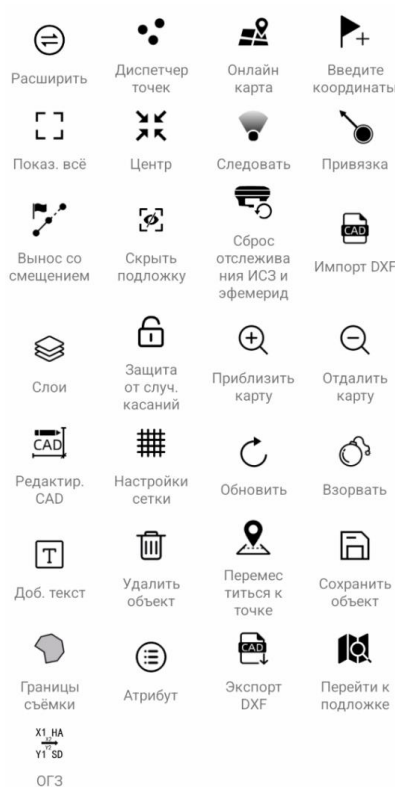 Расширить
Диспетчер
точек
Онлайн
карта
Введите
координаты
Показ. всё
Центр
Следовать
Привязка
Вынос со
смещением
Скрыть
подложку
Сброс
отслежива
ния ИСЗ и
эфемерид
CAD
Импорт DXF
Слои
Защита
от случ.
касаний
Приблизить
карту
Отдалить
карту
CAD
Редактир.
CAD
Настройки
сетки
Обновить
Взорвать
T
Доб. текст
Удалить
объект
Перемес
титься к
точке
Сохранить
объект
Границы
съёмки
Атрибут
CAD
Экспорт
DXF
Перейти к
подложке
X1 HA
X2
Y2
Y1 SD
ОГЗ